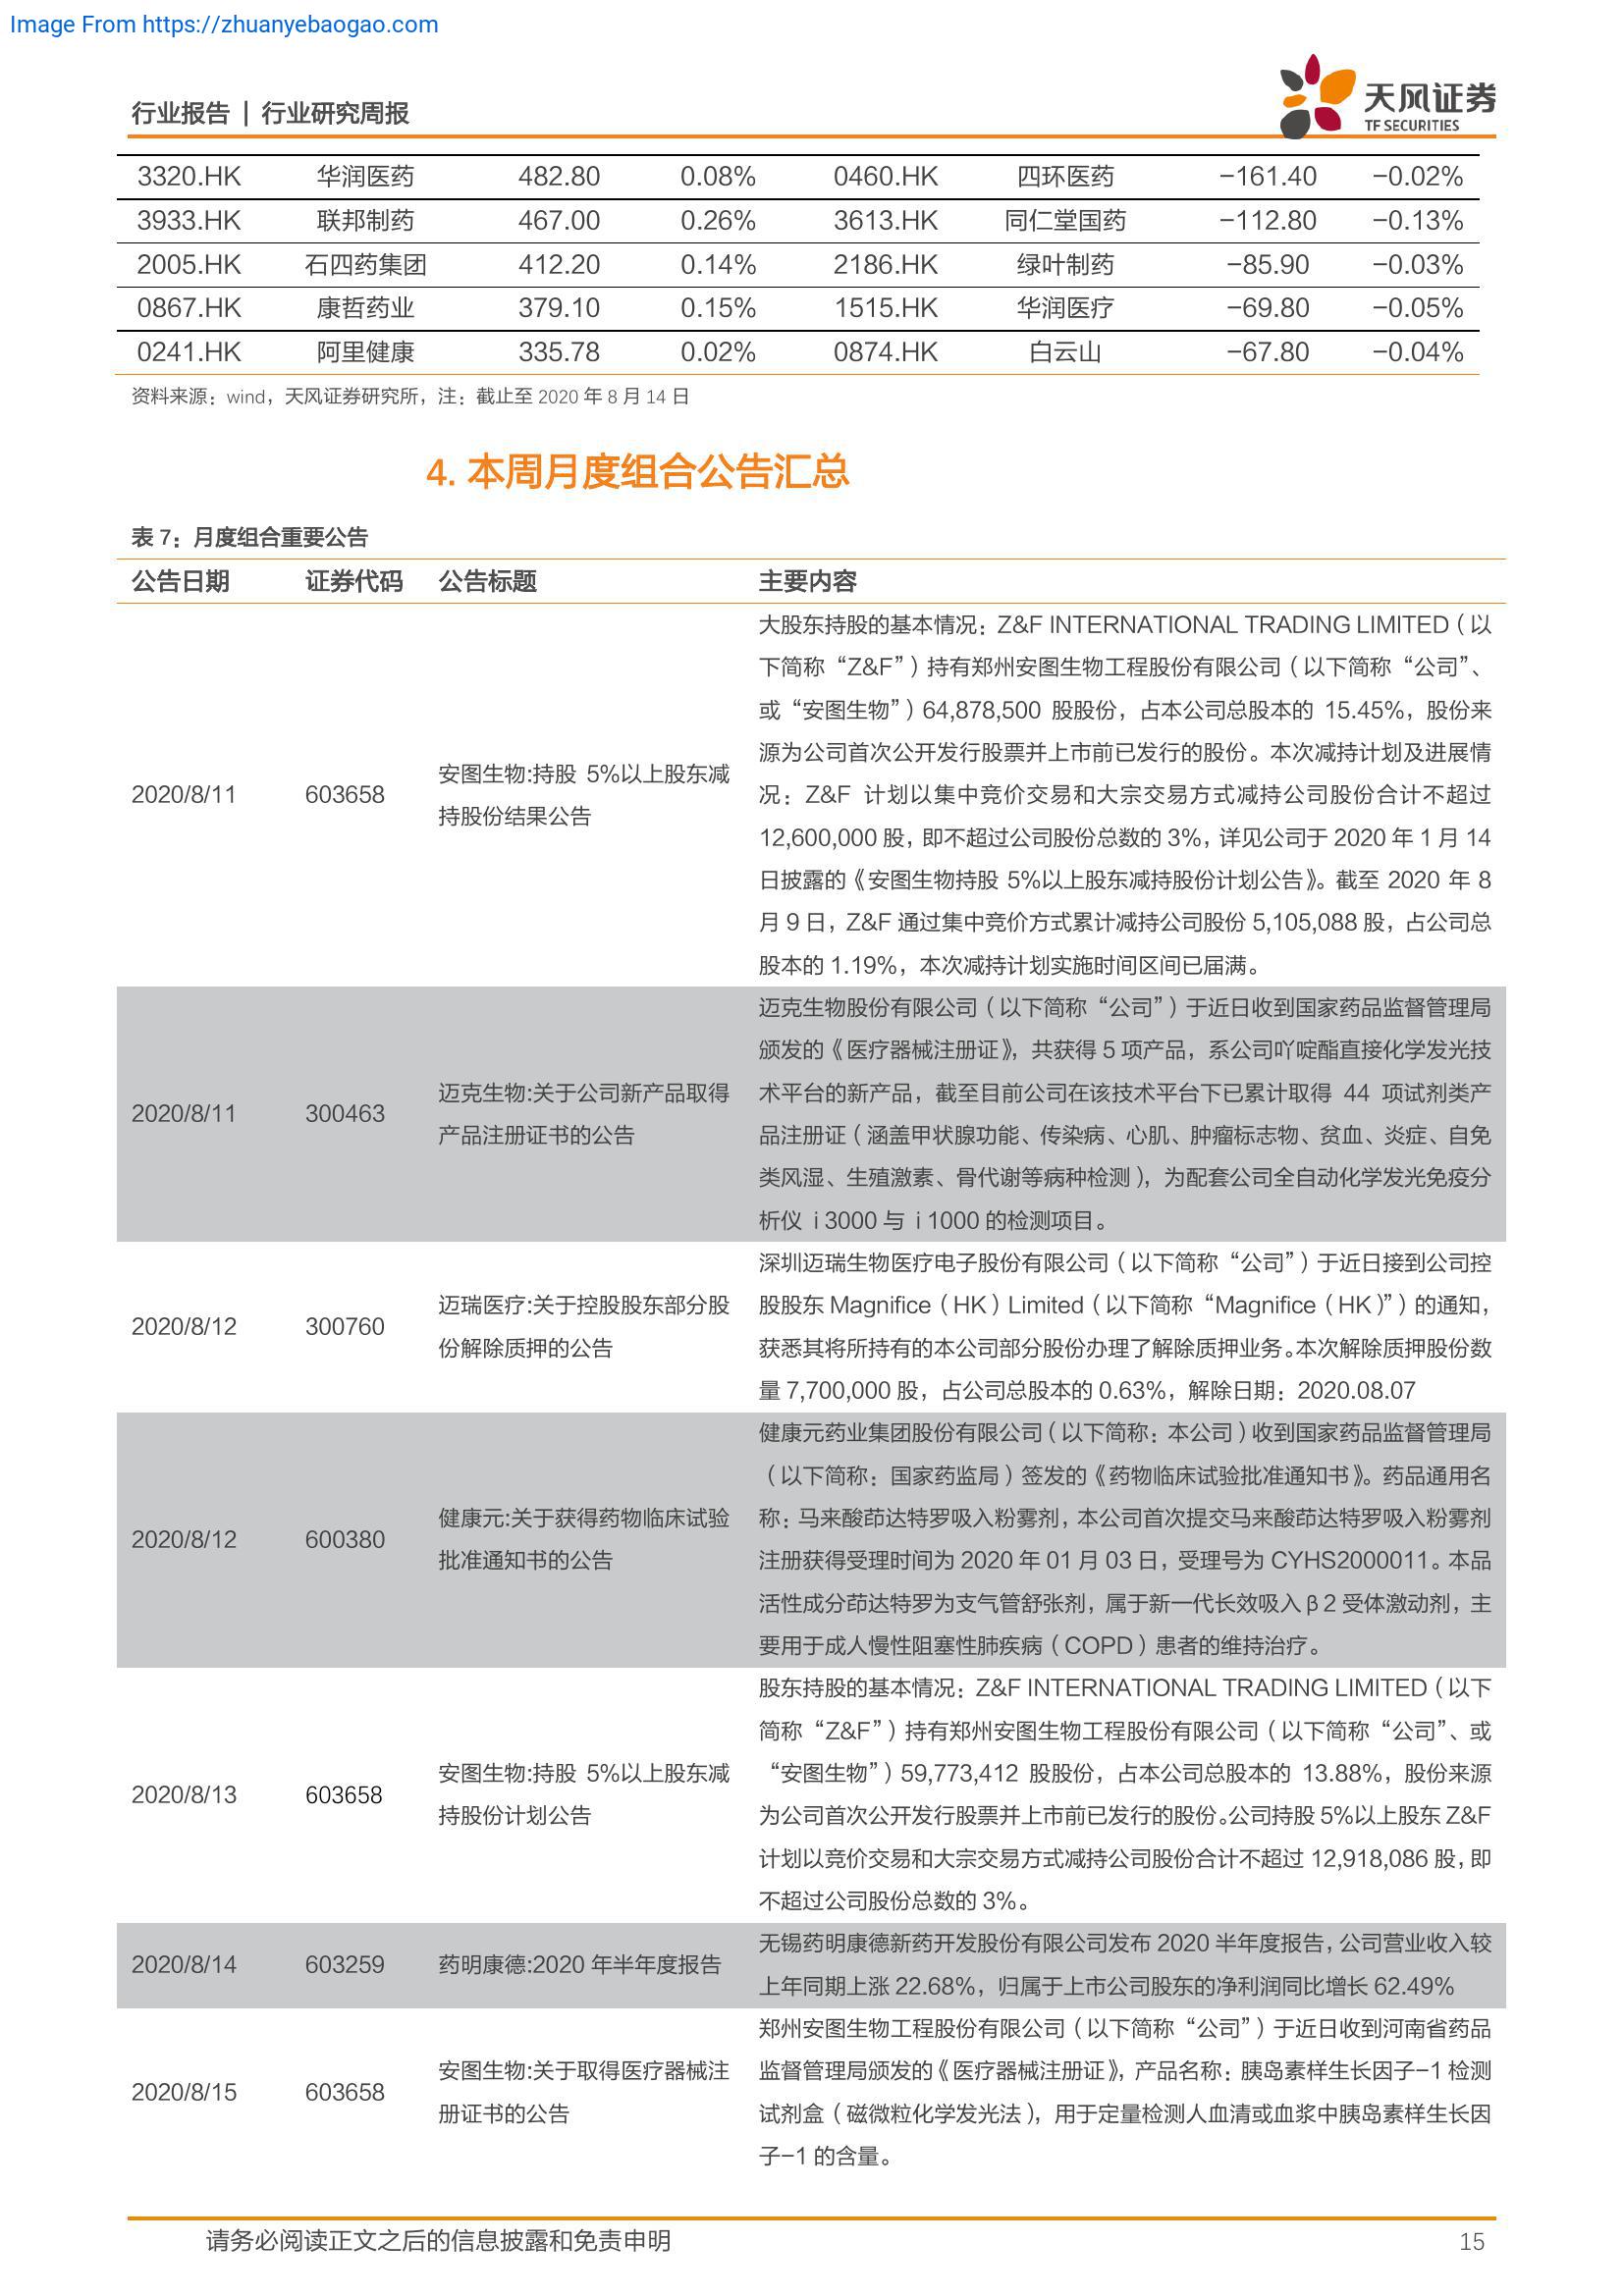 Image From https://zhuanyebaogao.com
行业报告 | 行业研究周报
天风证券
TF SECURITIES
3320.HK 华润医药 482.80 0.08% 0460.HK 四环医药 -161.40 -0.02%
3933.HK 联邦制药 467.00 0.26% 3613.HK 同仁堂国药 -112.80 -0.13%
2005.HK 石四药集团 412.20 0.14% 2186.HK 绿叶制药 -85.90 -0.03%
0867.HK 康哲药业 379.10 0.15% 1515.HK 华润医疗 -69.80 -0.05%
0241.HK 阿里健康 335.78 0.02% 0874.HK 白云山 -67.80 -0.04%
资料来源：wind，天风证券研究所，注：截止至 2020 年 8 月 14 日
4. 本周月度组合公告汇总
表 7：月度组合重要公告
公告日期 证券代码 公告标题 主要内容
2020/8/11 603658
安图生物:持股 5%以上股东减
持股份结果公告
大股东持股的基本情况：Z&F INTERNATIONAL TRADING LIMITED（以
下简称“Z&F”）持有郑州安图生物工程股份有限公司（以下简称“公司”、
或“安图生物”）64,878,500 股股份，占本公司总股本的 15.45%，股份来
源为公司首次公开发行股票并上市前已发行的股份。本次减持计划及进展情
况：Z&F 计划以集中竞价交易和大宗交易方式减持公司股份合计不超过
12,600,000 股，即不超过公司股份总数的 3%，详见公司于 2020 年 1 月 14
日披露的《安图生物持股 5%以上股东减持股份计划公告》。截至 2020 年 8
月 9 日，Z&F 通过集中竞价方式累计减持公司股份 5,105,088 股，占公司总
股本的 1.19%，本次减持计划实施时间区间已届满。
2020/8/11 300463
迈克生物:关于公司新产品取得
产品注册证书的公告
迈克生物股份有限公司（以下简称“公司”）于近日收到国家药品监督管理局
颁发的《医疗器械注册证》，共获得 5 项产品，系公司吖啶酯直接化学发光技
术平台的新产品，截至目前公司在该技术平台下已累计取得 44 项试剂类产
品注册证（涵盖甲状腺功能、传染病、心肌、肿瘤标志物、贫血、炎症、自免
类风湿、生殖激素、骨代谢等病种检测），为配套公司全自动化学发光免疫分
析仪 i 3000 与 i 1000 的检测项目。
2020/8/12 300760
迈瑞医疗:关于控股股东部分股
份解除质押的公告
深圳迈瑞生物医疗电子股份有限公司（以下简称“公司”）于近日接到公司控
股股东 Magnifice（HK）Limited（以下简称“Magnifice（HK）”）的通知，
获悉其将所持有的本公司部分股份办理了解除质押业务。本次解除质押股份数
量 7,700,000 股，占公司总股本的 0.63%，解除日期：2020.08.07
2020/8/12 600380
健康元:关于获得药物临床试验
批准通知书的公告
健康元药业集团股份有限公司（以下简称：本公司）收到国家药品监督管理局
（以下简称：国家药监局）签发的《药物临床试验批准通知书》。药品通用名
称：马来酸茚达特罗吸入粉雾剂，本公司首次提交马来酸茚达特罗吸入粉雾剂
注册获得受理时间为 2020 年 01 月 03 日，受理号为 CYHS2000011。本品
活性成分茚达特罗为支气管舒张剂，属于新一代长效吸入 β 2 受体激动剂，主
要用于成人慢性阻塞性肺疾病（COPD）患者的维持治疗。
2020/8/13 603658
安图生物:持股 5%以上股东减
持股份计划公告
股东持股的基本情况：Z&F INTERNATIONAL TRADING LIMITED（以下
简称“Z&F”）持有郑州安图生物工程股份有限公司（以下简称“公司”、或
“安图生物”）59,773,412 股股份，占本公司总股本的 13.88%，股份来源
为公司首次公开发行股票并上市前已发行的股份。公司持股 5%以上股东 Z&F
计划以竞价交易和大宗交易方式减持公司股份合计不超过 12,918,086 股，即
不超过公司股份总数的 3%。
2020/8/14 603259 药明康德:2020 年半年度报告
无锡药明康德新药开发股份有限公司发布 2020 半年度报告，公司营业收入较
上年同期上涨 22.68%，归属于上市公司股东的净利润同比增长 62.49%
2020/8/15 603658
安图生物:关于取得医疗器械注
册证书的公告
郑州安图生物工程股份有限公司（以下简称“公司”）于近日收到河南省药品
监督管理局颁发的《医疗器械注册证》，产品名称：胰岛素样生长因子-1 检测
试剂盒（磁微粒化学发光法），用于定量检测人血清或血浆中胰岛素样生长因
子-1 的含量。
请务必阅读正文之后的信息披露和免责申明 15